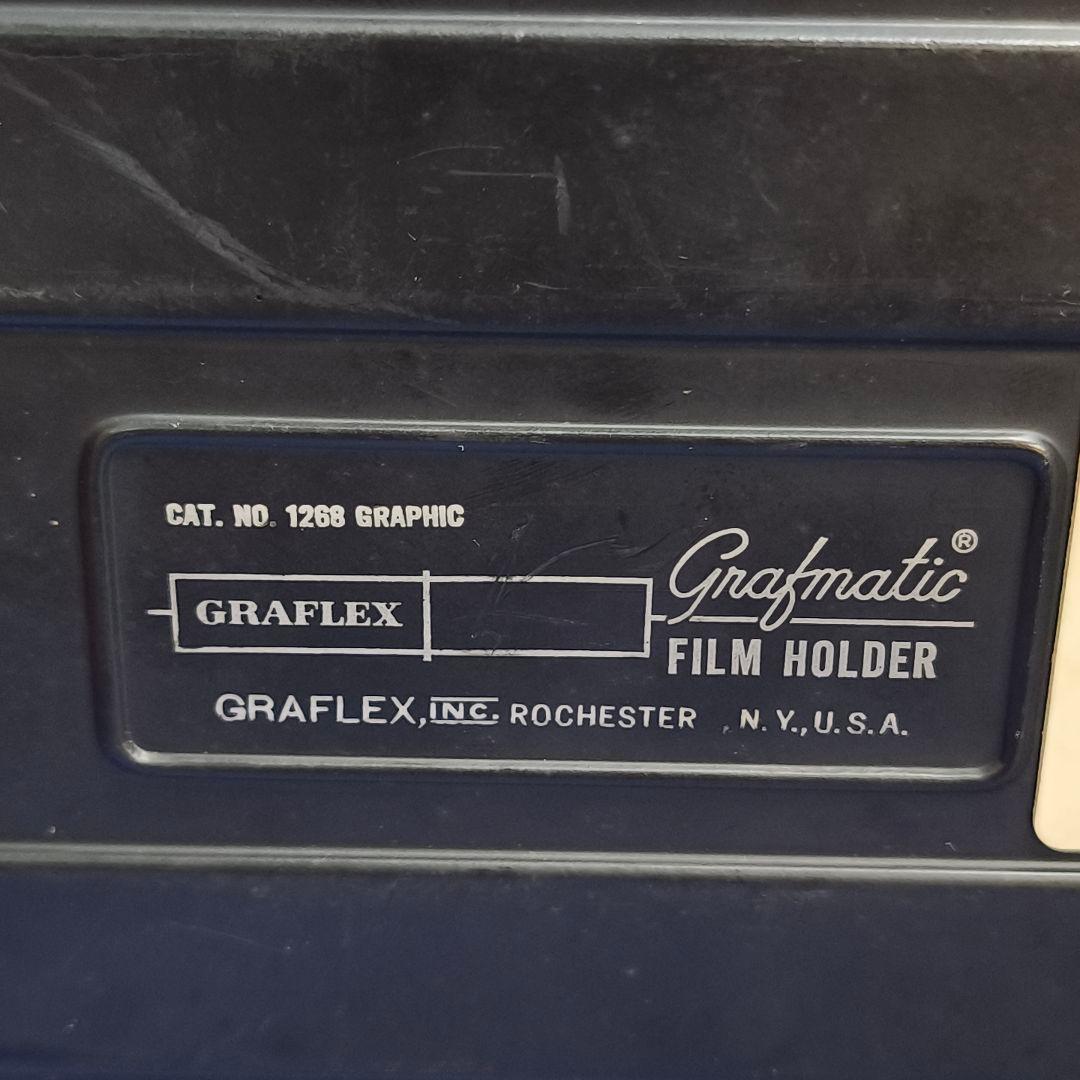 CAT. NO. 1268 GRAPHIC
GRAFLEX
Grafmatic®
FILM HOLDER
GRAFLEX, INC. ROCHESTER , N. Y., U. S. A.